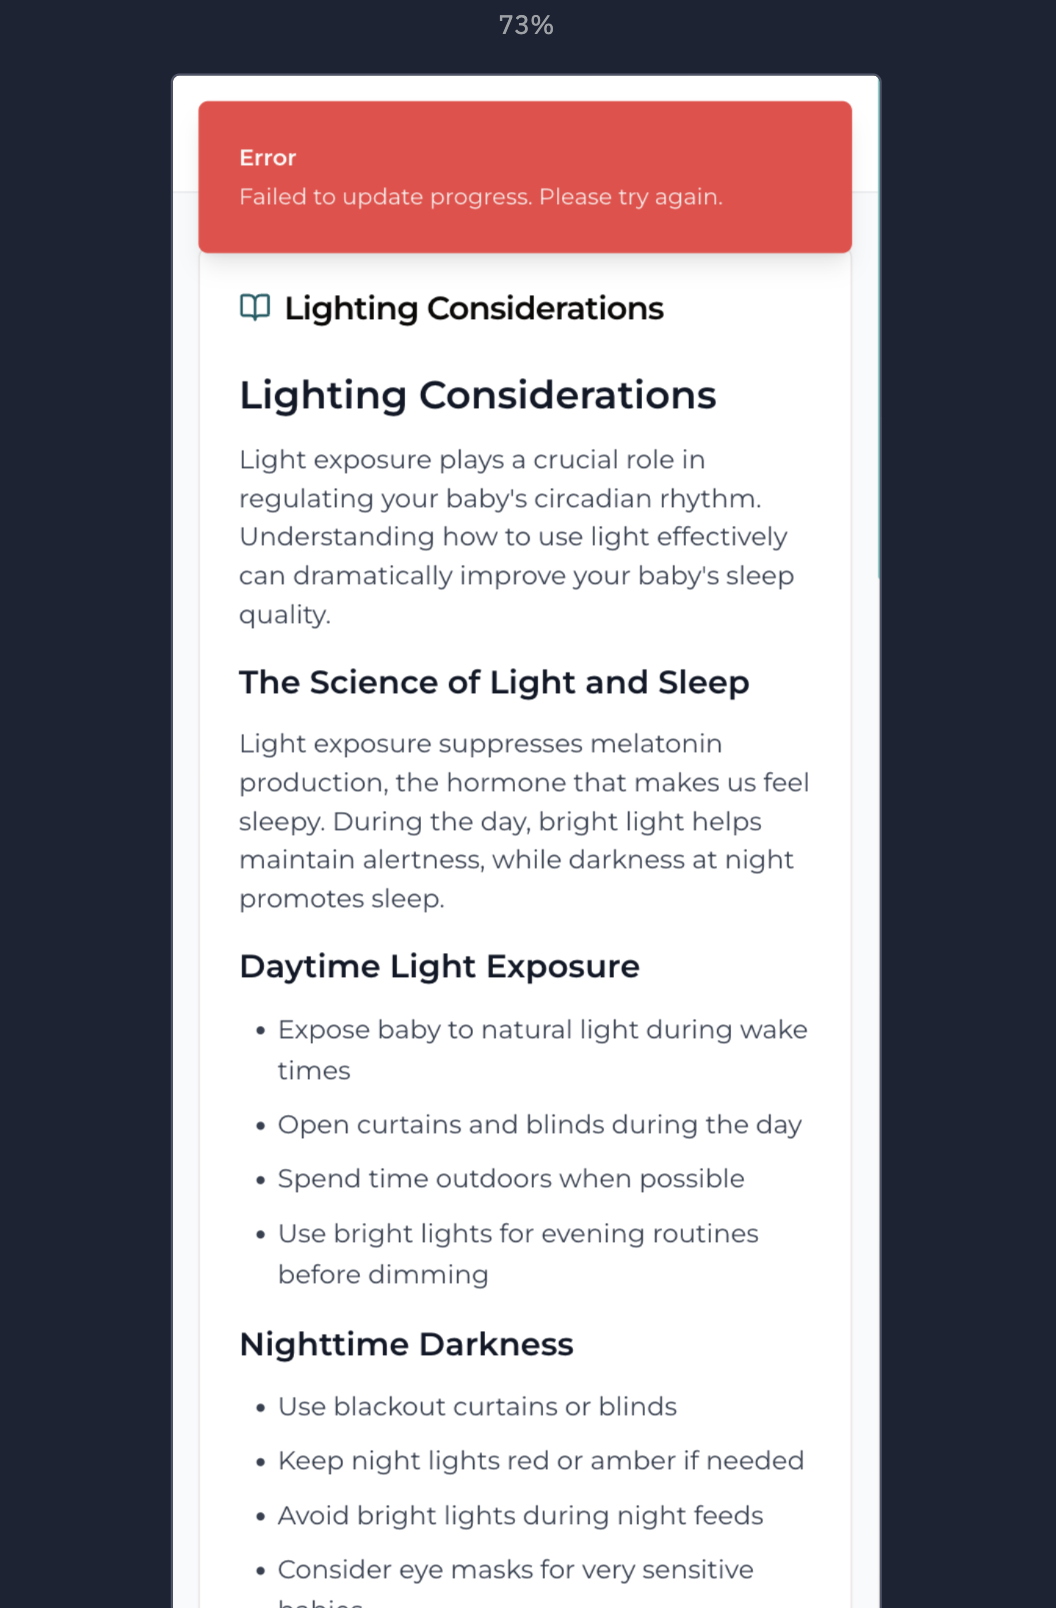 73%
Error
Failed to update progress. Please try again.
Lighting Considerations
Lighting Considerations
Light exposure plays a crucial role in
regulating your baby's circadian rhythm.
Understanding how to use light effectively
can dramatically improve your baby's sleep
quality.
The Science of Light and Sleep
Light exposure suppresses melatonin
production, the hormone that makes us feel
sleepy. During the day, bright light helps
maintain alertness, while darkness at night
promotes sleep.
Daytime Light Exposure
• Expose baby to natural light during wake
times
• Open curtains and blinds during the day
• Spend time outdoors when possible
• Use bright lights for evening routines
before dimming
Nighttime Darkness
• Use blackout curtains or blinds
• Keep night lights red or amber if needed
• Avoid bright lights during night feeds
• Consider eye masks for very sensitive